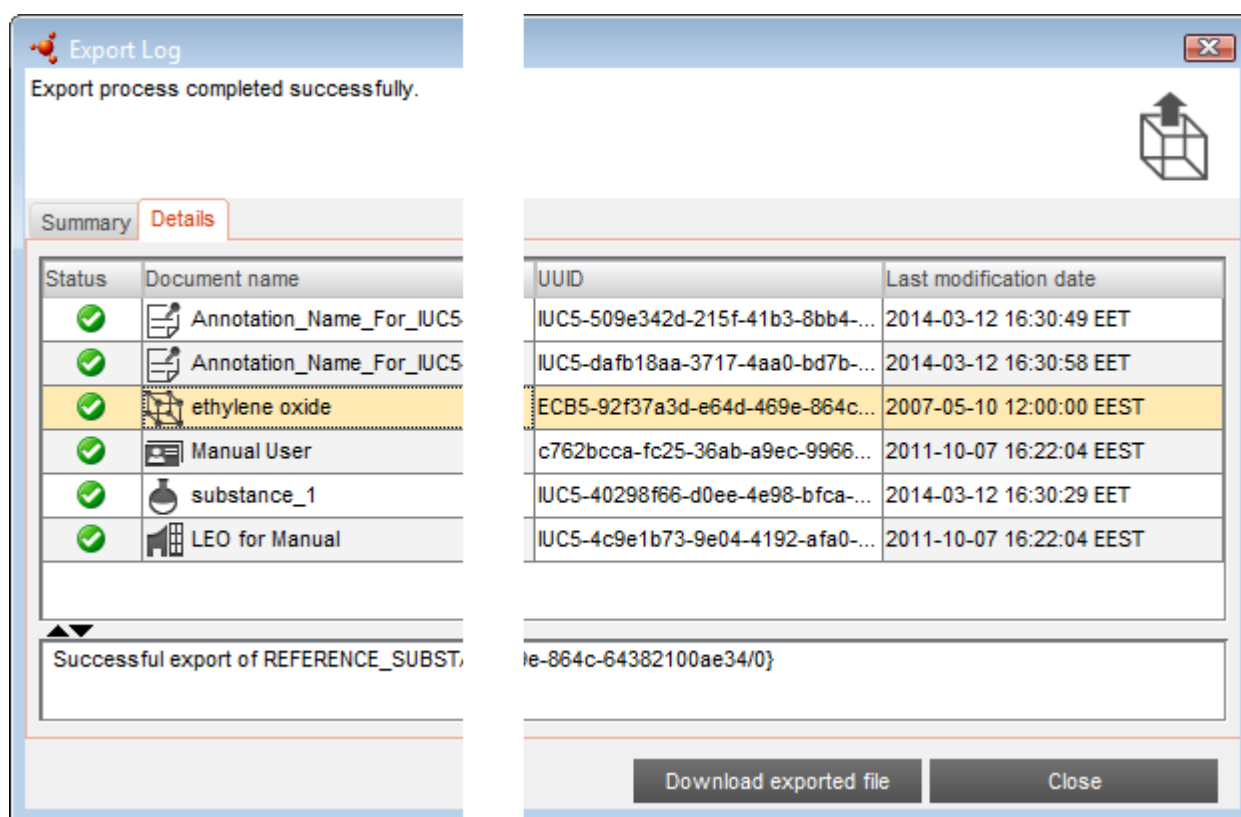 Export Log
Export process completed successfully.
Summary Details
Status Document name UUID Last modification date
Annotation_Name_For_IUC5- IUC5-509e342d-215f-41b3-8bb4-... 2014-03-12 16:30:49 EET
Annotation_Name_For_IUC5- IUC5-dafb18aa-3717-4aa0-bd7b-... 2014-03-12 16:30:58 EET
ethylene oxide ECB5-92f37a3d-e64d-469e-864c... 2007-05-10 12:00:00 EEST
Manual User c762bcca-fc25-36ab-a9ec-9966... 2011-10-07 16:22:04 EEST
substance_1 IUC5-40298f66-d0ee-4e98-bfca-... 2014-03-12 16:30:29 EET
LEO for Manual IUC5-4c9e1b73-9e04-4192-afa0-... 2011-10-07 16:22:04 EEST
Successful export of REFERENCE_SUBSTA 9e-864c-64382100ae34/0}
Download exported file Close